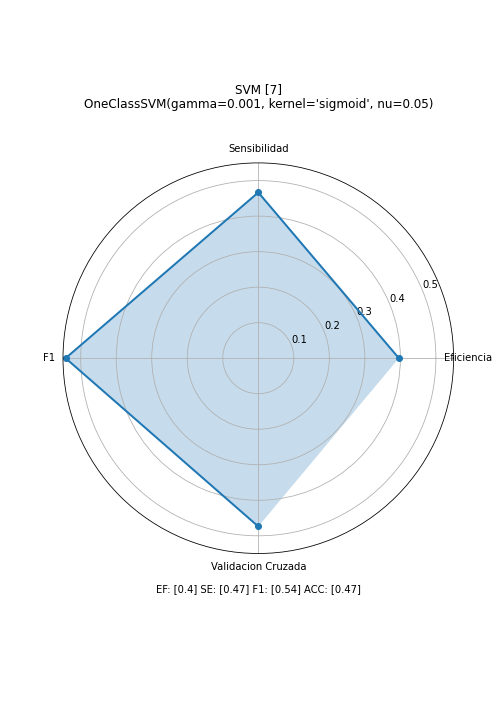 SVM [7]
OneClassSVM(gamma=0.001, kernel='sigmoid', nu=0.05)
Sensibilidad
0.5
0.4
0.3
0.2
0.1
F1
Eficiencia
Validacion Cruzada
EF: [0.4] SE: [0.47] F1: [0.54] ACC: [0.47]